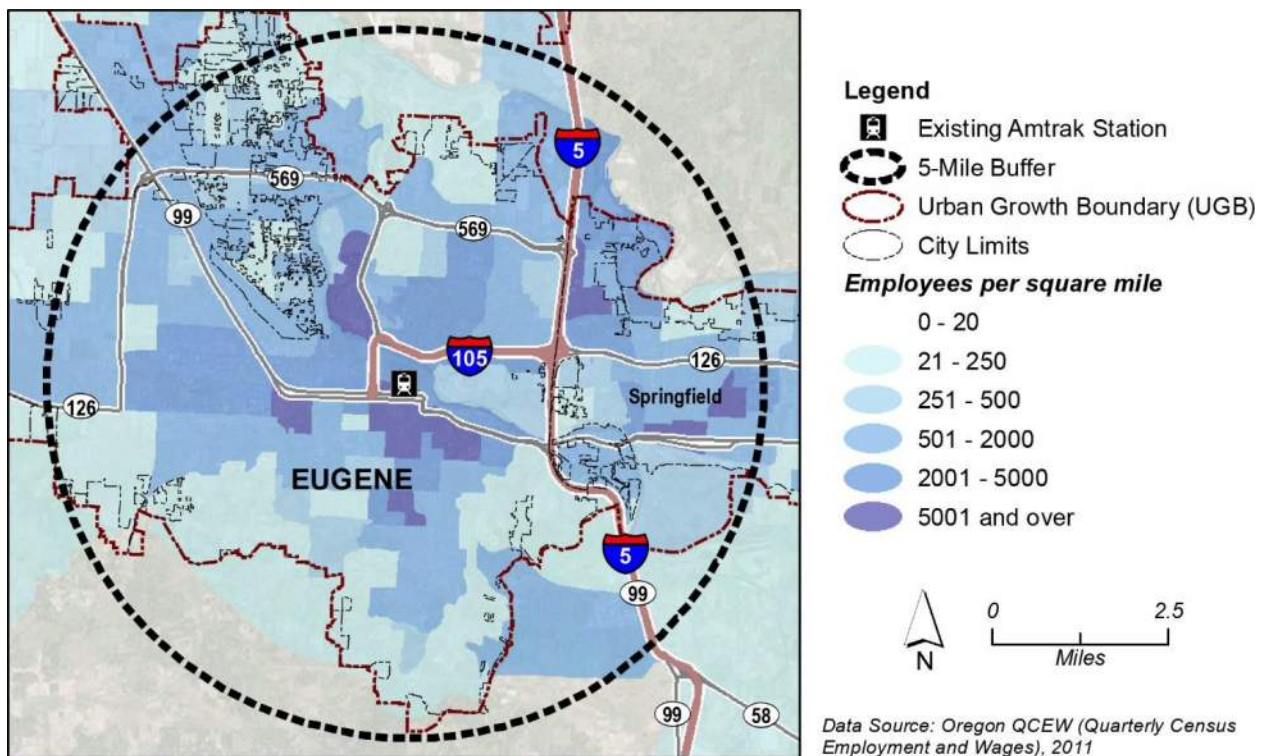 5
569
99
569
105
126
Springfield
126
EUGENE
5
99
99
58
Legend
Existing Amtrak Station
5-Mile Buffer
Urban Growth Boundary (UGB)
City Limits
Employees per square mile
0 - 20
21 - 250
251 - 500
501 - 2000
2001 - 5000
5001 and over
N
0 2.5
Miles
Data Source: Oregon QCEW (Quarterly Census
Employment and Wages), 2011